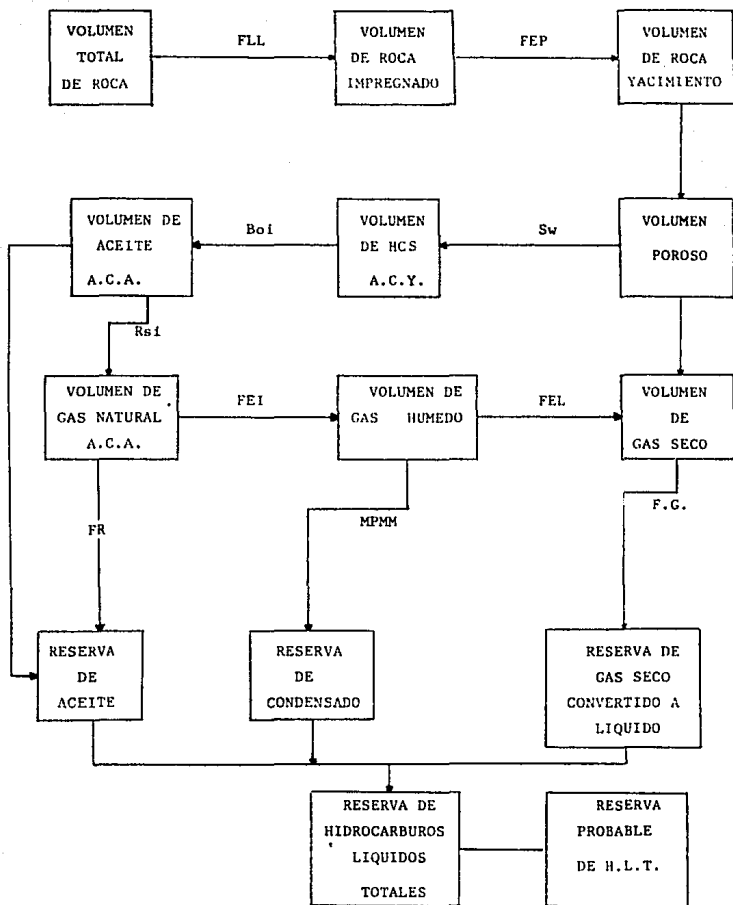 VOLUMEN
TOTAL
DE ROCA
FLL
VOLUMEN
DE ROCA
IMPREGNADO
FEP
VOLUMEN
DE ROCA
YACIMIENTO
VOLUMEN DE
ACEITE
A.C.A.
Boi
VOLUMEN
DE HCS
A.C.Y.
Sw
VOLUMEN
POROSO
Rsi
VOLUMEN DE
GAS NATURAL
A.C.A.
FEI
VOLUMEN DE
GAS HUMEDO
FEL
VOLUMEN
DE
GAS SECO
FR
MPMM
F.G.
RESERVA
DE
ACEITE
RESERVA
DE
CONDENSADO
RESERVA DE
GAS SECO
CONVERTIDO A
LIQUIDO
RESERVA DE
HIDROCARBUROS
LIQUIDOS
TOTALES
RESERVA
PROBABLE
DE H.L.T.